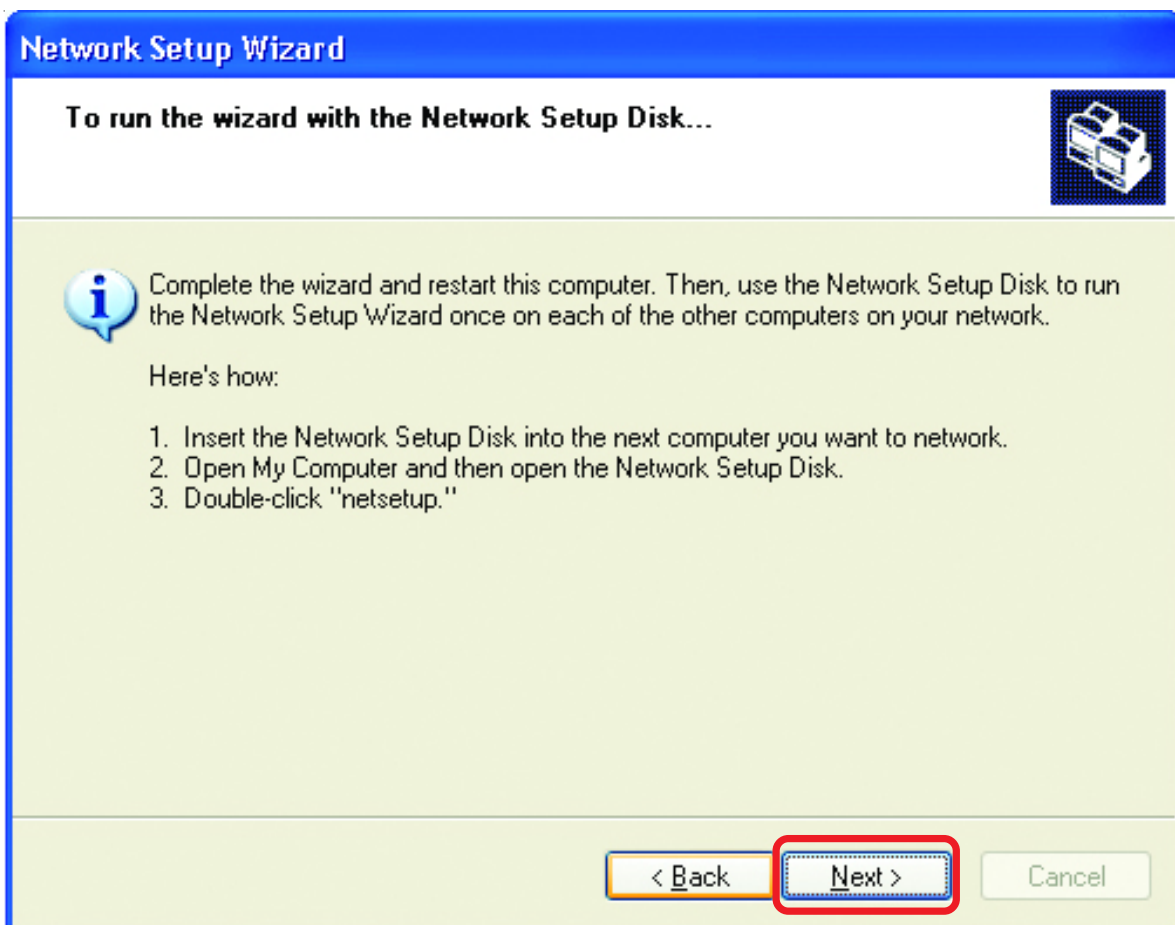 Network Setup Wizard
To run the wizard with the Network Setup Disk...
Complete the wizard and restart this computer. Then, use the Network Setup Disk to run
the Network Setup Wizard once on each of the other computers on your network.
Here's how:
1. Insert the Network Setup Disk into the next computer you want to network.
2. Open My Computer and then open the Network Setup Disk.
3. Double-click "netsetup."
< Back
Next >
Cancel